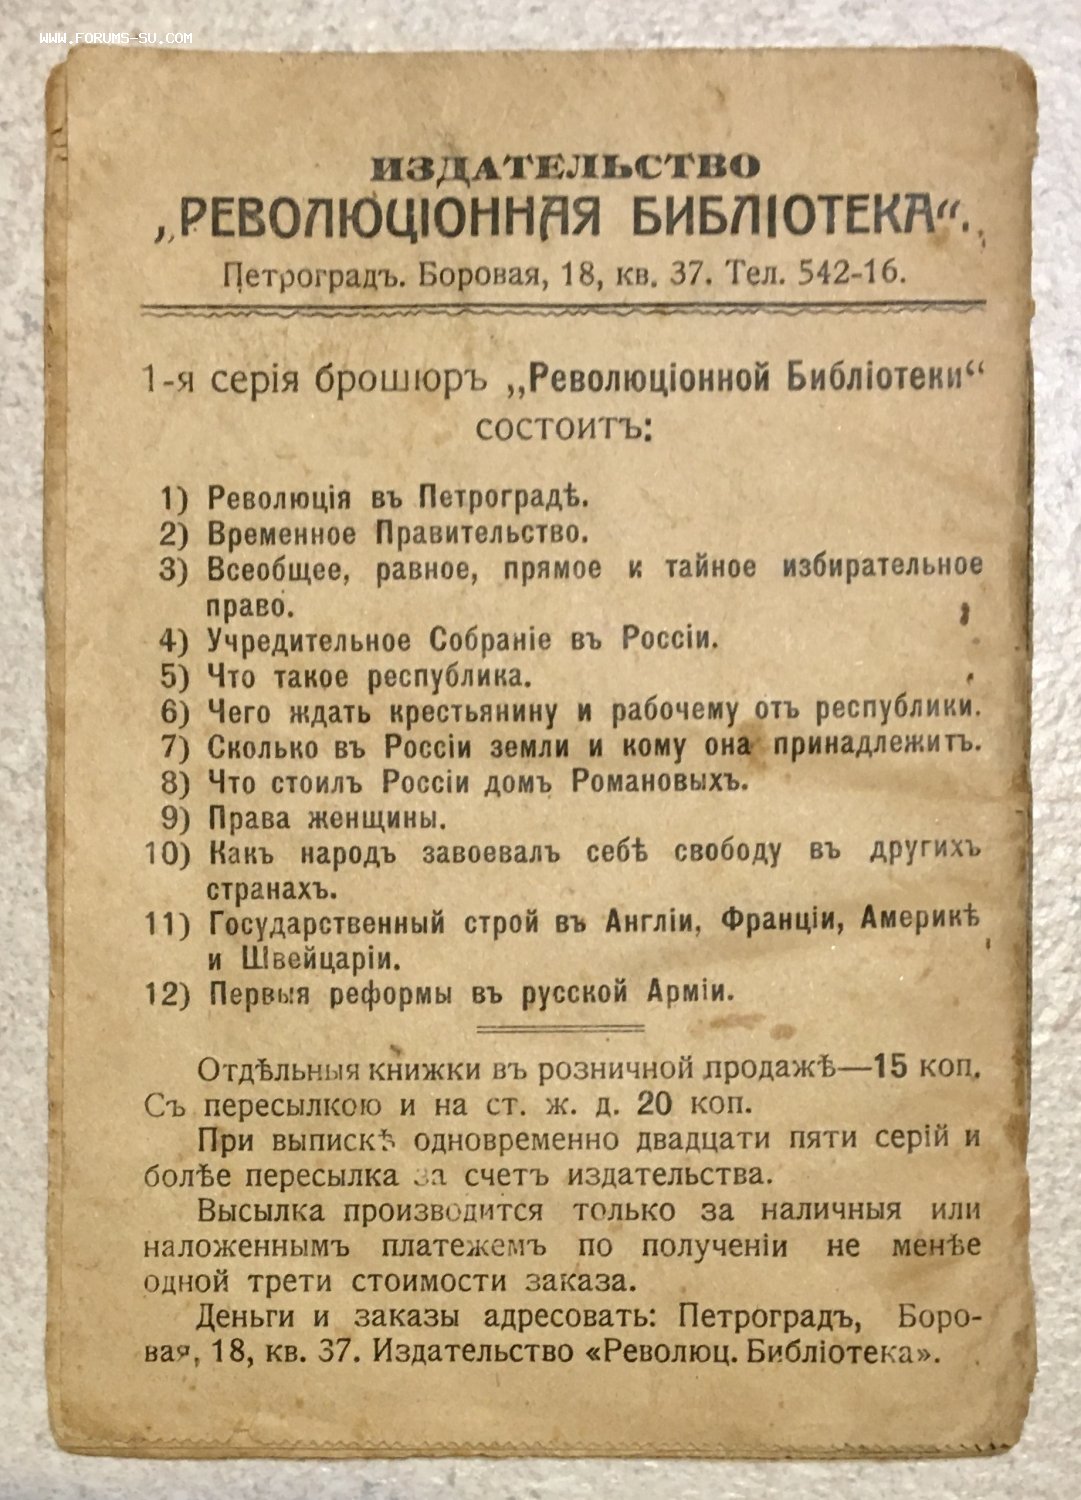 WWW.FORUMS-SU.COM
ИЗДАТЕЛЬСТВО
„РЕВОЛЮЦІОННАЯ БИБЛІОТЕКА“.
Петроградъ. Боровая, 18, кв. 37. Тел. 542-16.
1-я серія брошюръ „Революціонной Библіотеки“
состоитъ:
1) Революція въ Петроградѣ.
2) Временное Правительство.
3) Всеобщее, равное, прямое и тайное избирательное
право.
4) Учредительное Собраніе въ Россіи.
5) Что такое республика.
6) Чего ждать крестьянину и рабочему отъ республики.
7) Сколько въ Россіи земли и кому она принадлежитъ.
8) Что стоилъ Россіи домъ Романовыхъ.
9) Права женщины.
10) Какъ народъ завоевалъ себѣ свободу въ другихъ
странахъ.
11) Государственный строй въ Англіи, Франціи, Америкѣ
и Швейцаріи.
12) Первыя реформы въ русской Арміи.
Отдѣльныя книжки въ розничной продажѣ—15 коп.
Съ пересылкою и на ст. ж. д. 20 коп.
При выпискѣ одновременно двадцати пяти серій и
болѣе пересылка за счетъ издательства.
Высылка производится только за наличныя или
наложеннымъ платежемъ по полученіи не менѣе
одной трети стоимости заказа.
Деньги и заказы адресовать: Петроградъ, Боро-
вая, 18, кв. 37. Издательство «Революц. Библіотека».